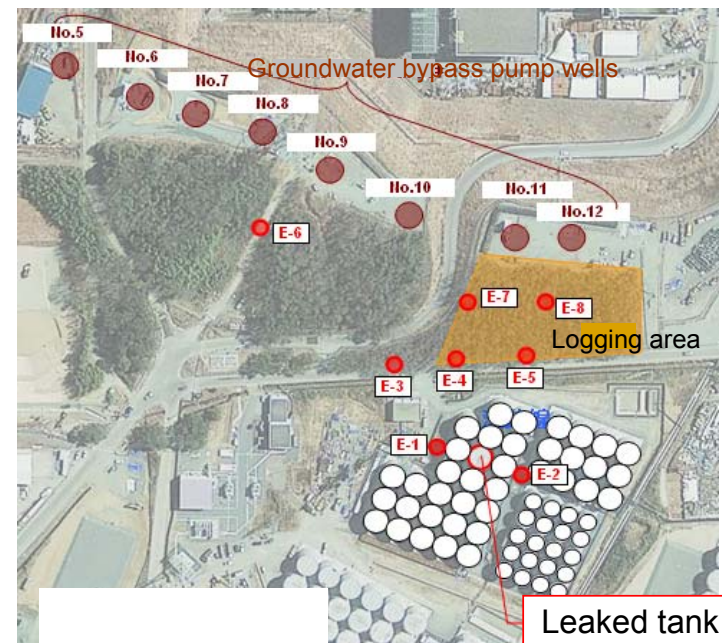 No.5
No.6
No.7
No.8
Groundwater bypass pump wells
No.9
No.10
No.11
No.12
E-6
E-7
E-8
Logging area
E-3
E-4
E-5
E-1
E-2
Leaked tank